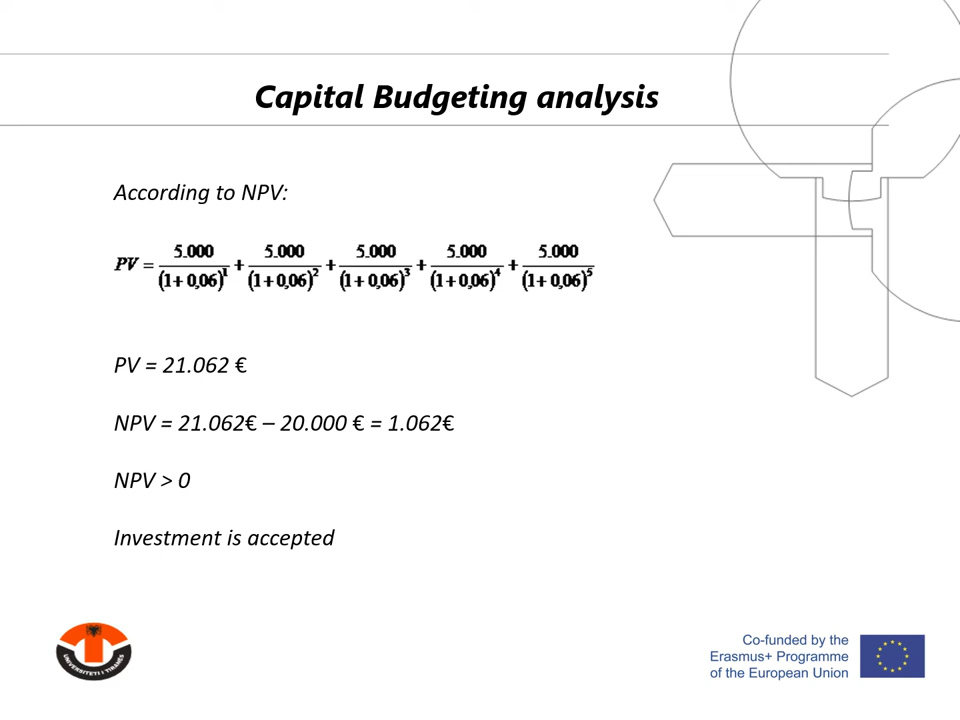 Capital Budgeting analysis
According to NPV:
PV = 5.000/(1+0,06)^1 + 5.000/(1+0,06)^2 + 5.000/(1+0,06)^3 + 5.000/(1+0,06)^4 + 5.000/(1+0,06)^5
PV = 21.062 €
NPV = 21.062€ – 20.000 € = 1.062€
NPV > 0
Investment is accepted
UNIVERSITETI I TIRANËS
Co-funded by the
Erasmus+ Programme
of the European Union